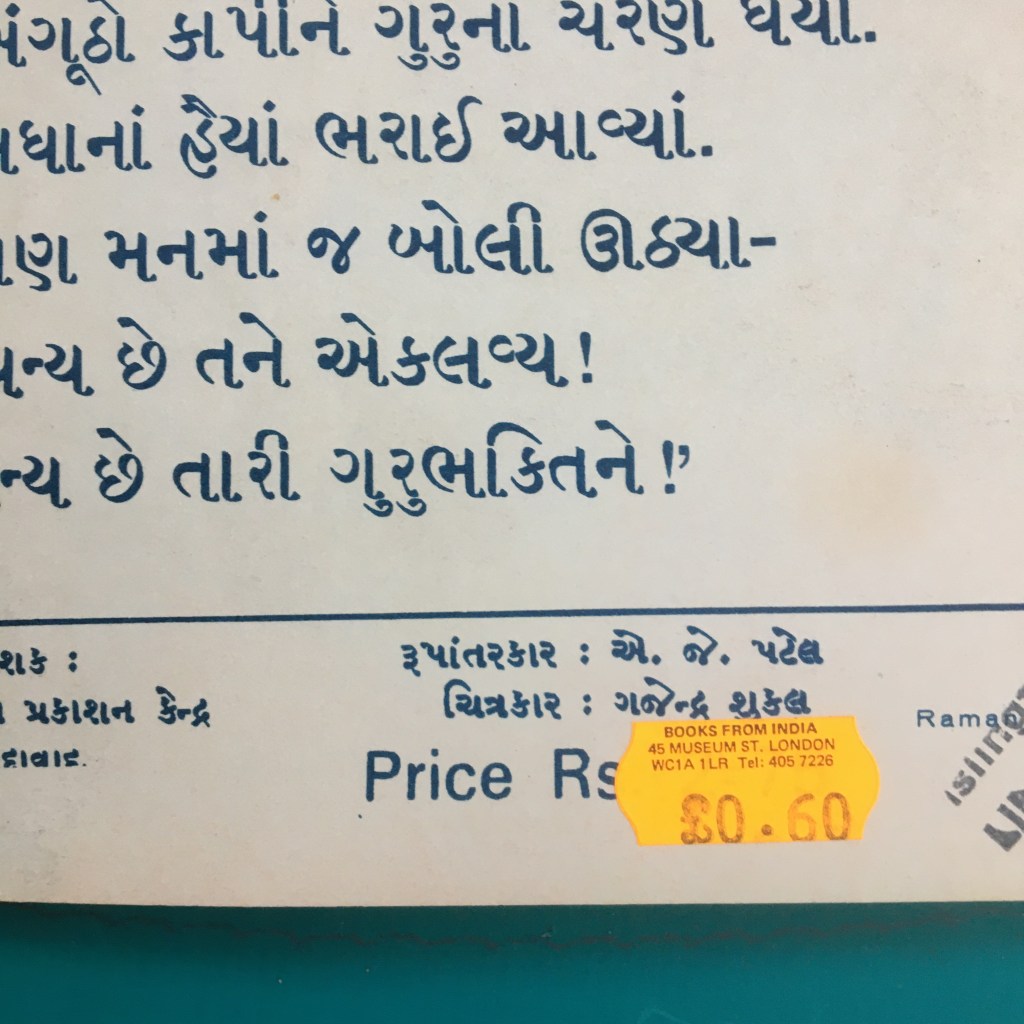 અંગૂઠો કાપીને ગુરુના ચરણે ધર્યો.
બધાનાં હૈયાં ભરાઈ આવ્યાં.
મનમાં જ બોલી ઊઠ્યા-
ધન્ય છે તને એકલવ્ય!
ધન્ય છે તારી ગુરુભક્તિને!”
રૂપાંતરકાર : એ. જે. પટેલ
પ્રકાશન કેન્દ્ર
ચિત્રકાર : ગજેન્દ્ર શુકલ
Price Rs
BOOKS FROM INDIA
45 MUSEUM ST. LONDON
WC1A 1LR Tel: 405 7226
£0.60